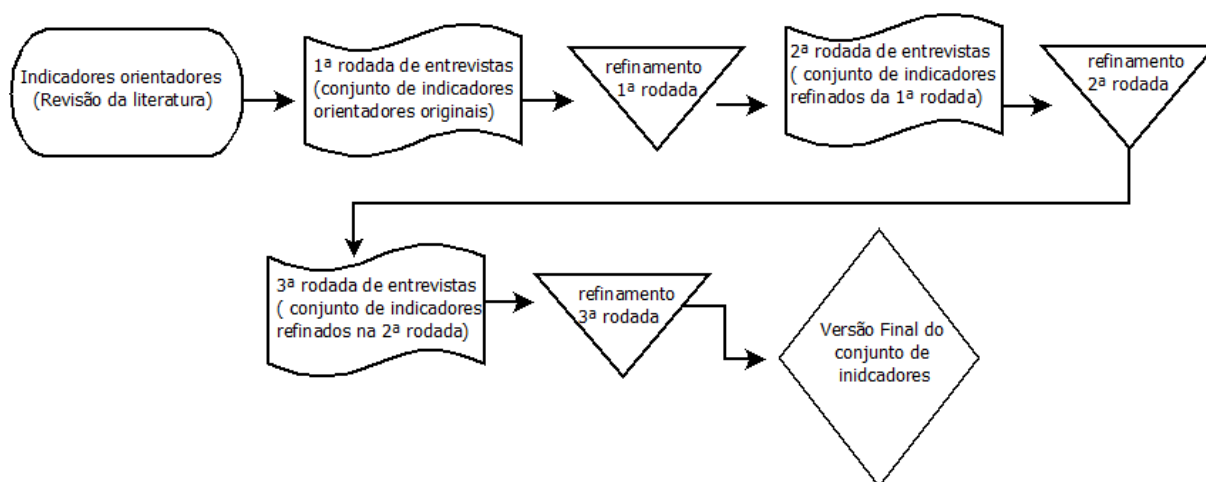 Indicadores orientadores
(Revisão da literatura)
1ª rodada de entrevistas
(conjunto de indicadores
orientadores originais)
refinamento
1ª rodada
2ª rodada de entrevistas
( conjunto de indicadores
refinados da 1ª rodada)
refinamento
2ª rodada
3ª rodada de entrevistas
( conjunto de indicadores
refinados na 2ª rodada)
refinamento
3ª rodada
Versão Final do
conjunto de
inidcadores